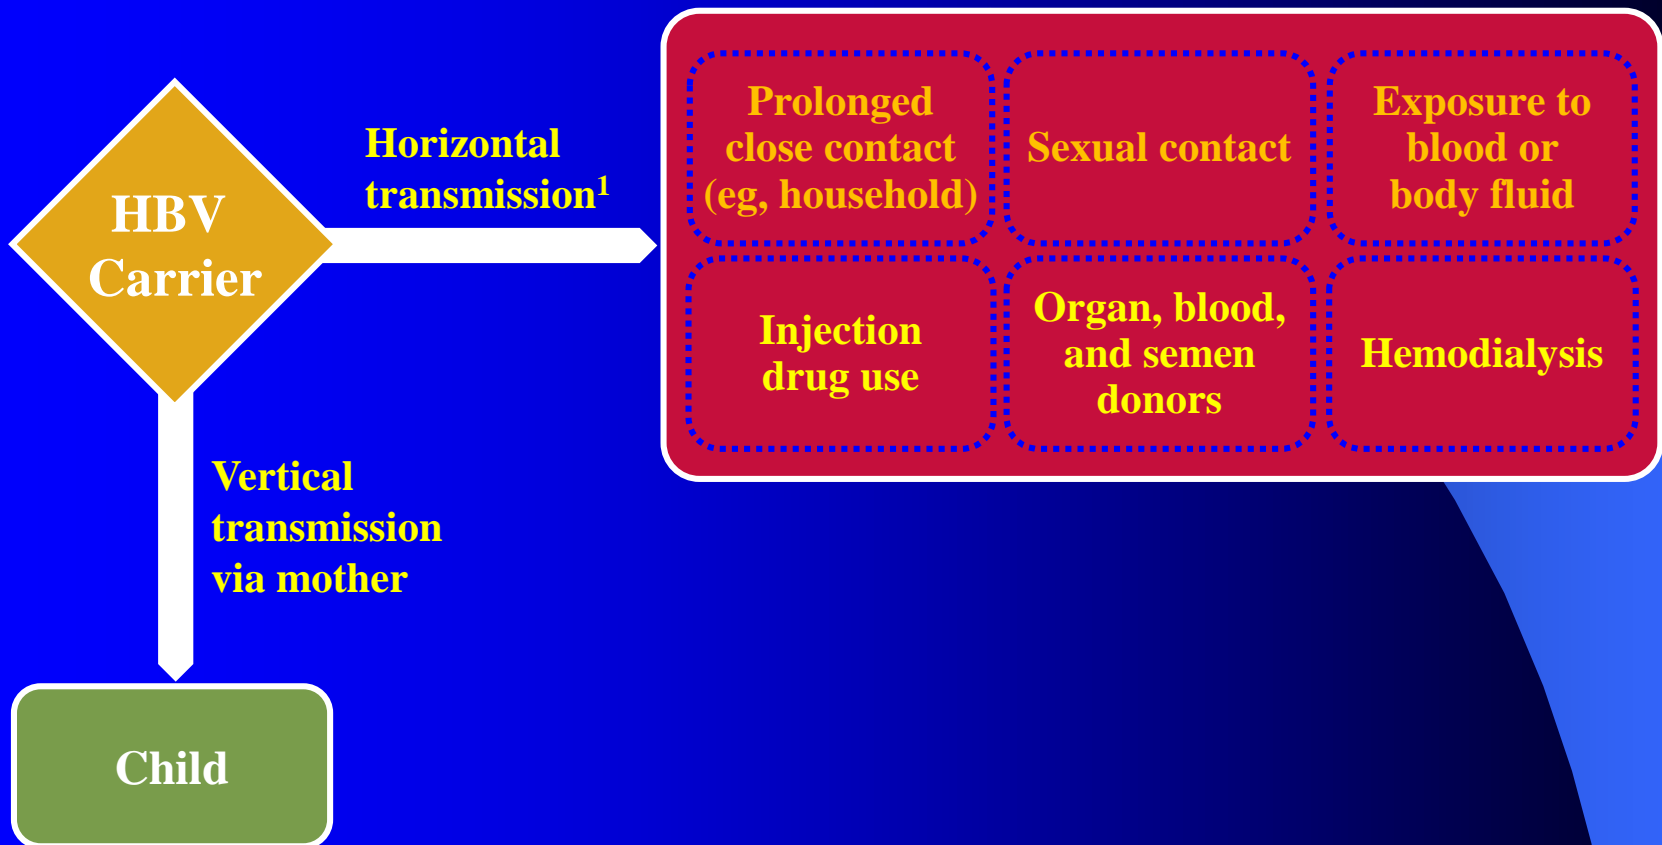 HBV
Carrier
Horizontal
transmission¹
Prolonged
close contact
(eg, household)
Sexual contact
Exposure to
blood or
body fluid
Injection
drug use
Organ, blood,
and semen
donors
Hemodialysis
Vertical
transmission
via mother
Child